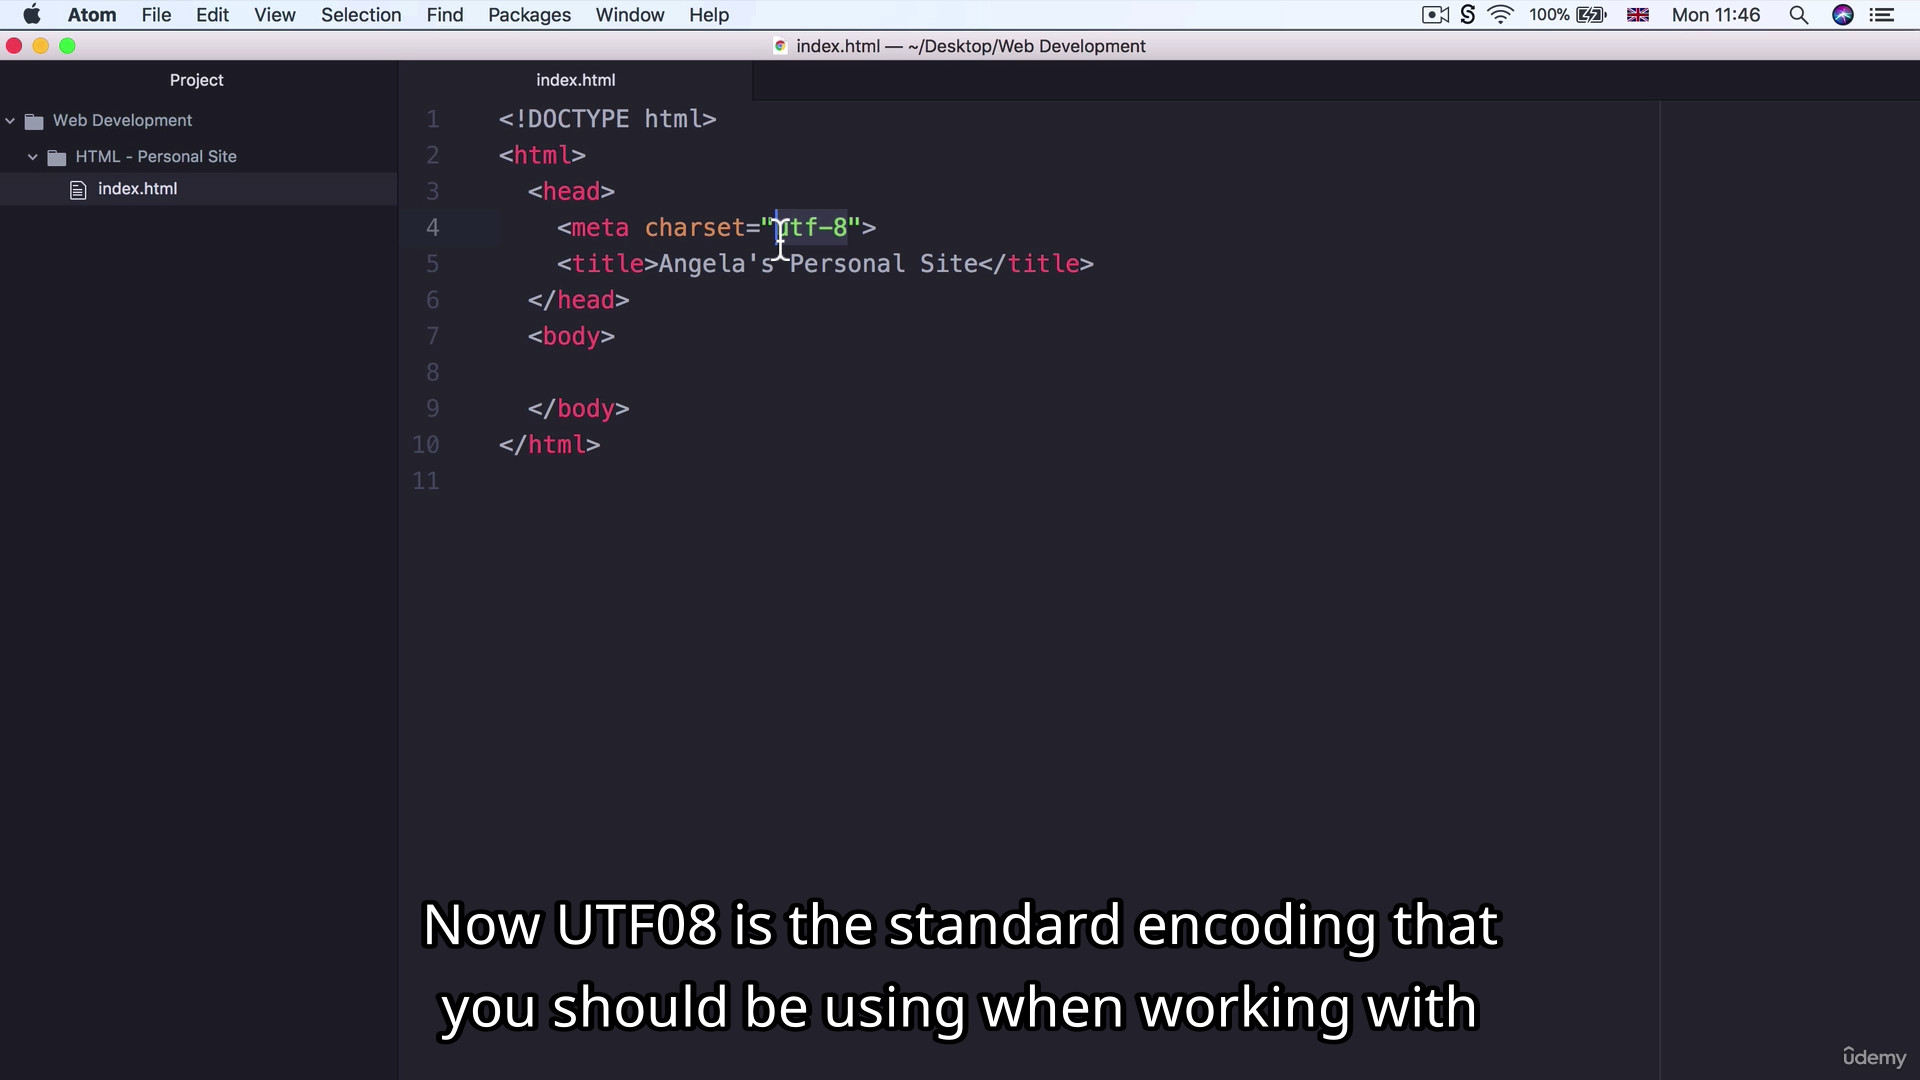 Atom File Edit View Selection Find Packages Window Help 100% Mon 11:46
index.html — ~/Desktop/Web Development
Project
index.html
Web Development
HTML - Personal Site
index.html
1 <!DOCTYPE html>
2 <html>
3 <head>
4 <meta charset="utf-8">
5 <title>Angela's Personal Site</title>
6 </head>
7 <body>
8
9 </body>
10 </html>
11
Now UTF08 is the standard encoding that
you should be using when working with
ûdemy